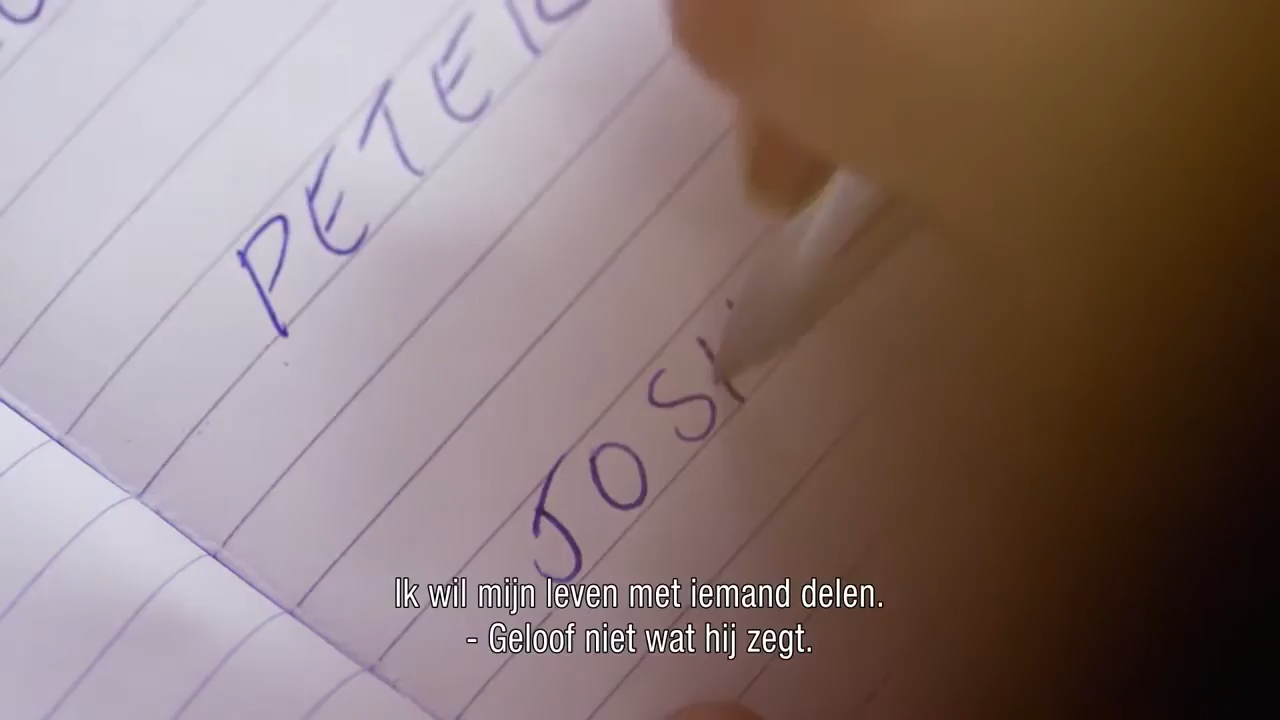 PETER
JOS
Ik wil mijn leven met iemand delen.
- Geloof niet wat hij zegt.